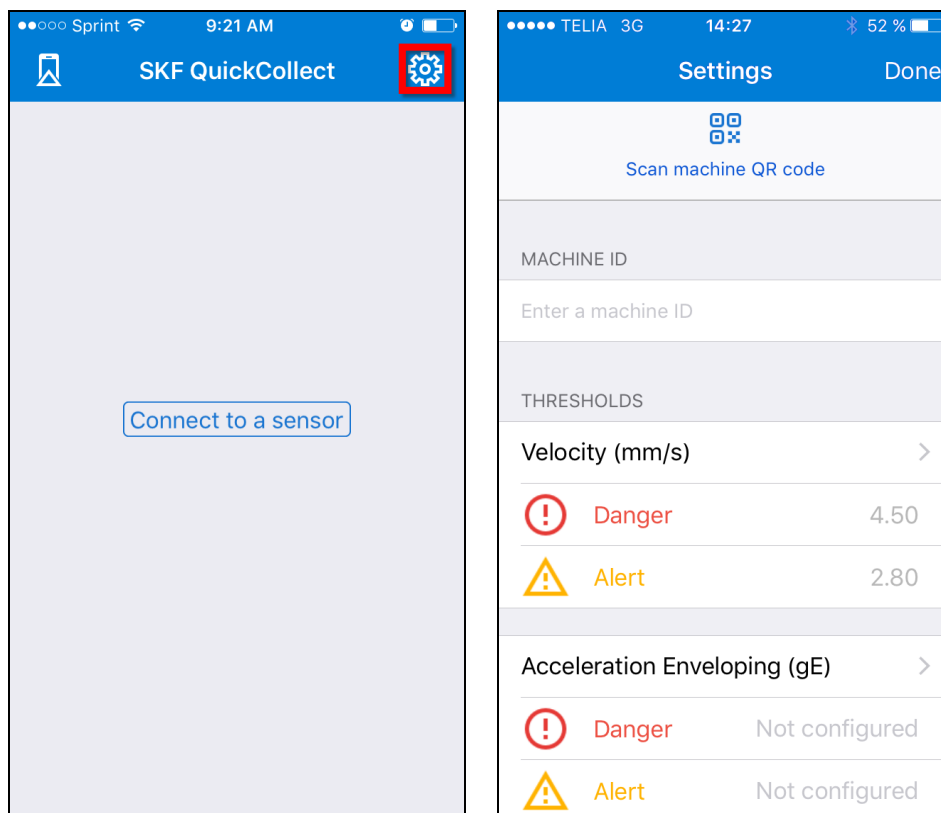 Sprint 9:21 AM
SKF QuickCollect
Connect to a sensor
TELIA 3G 14:27 52 %
Settings Done
Scan machine QR code
MACHINE ID
Enter a machine ID
THRESHOLDS
Velocity (mm/s)
Danger 4.50
Alert 2.80
Acceleration Enveloping (gE)
Danger Not configured
Alert Not configured